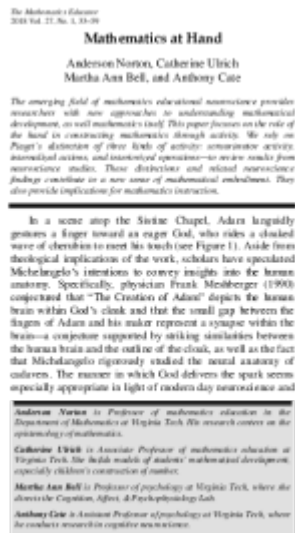 The Mathematics Educator
2018 Vol. 27, No. 1, 33–59
Mathematics at Hand
Anderson Norton, Catherine Ulrich
Martha Ann Bell, and Anthony Cate
The emerging field of mathematics educational neuroscience provides
researchers with new approaches to understanding mathematical
development, as well mathematics itself. This paper focuses on the role of
the hand in constructing mathematics through activity. We rely on
Piaget's distinction of three kinds of activity: sensorimotor activity,
internalized actions, and interiorized operations—to review results from
neuroscience studies. These distinctions and related neuroscience
findings contribute to a new sense of mathematical embodiment. They
also provide implications for mathematics instruction.
In a scene atop the Sistine Chapel, Adam languidly
gestures a finger toward an eager God, who rides a cloaked
wave of cherubim to meet his touch (see Figure 1). Aside from
theological implications of the work, scholars have speculated
Michelangelo's intentions to convey insights into the human
anatomy. Specifically, physician Frank Meshberger (1990)
conjectured that "The Creation of Adam" depicts the human
brain within God's cloak and that the small gap between the
fingers of Adam and his maker represent a synapse within the
brain—a conjecture supported by striking similarities between
the human brain and the outline of the cloak, as well as the fact
that Michelangelo rigorously studied the neural anatomy of
cadavers. The manner in which God delivers the spark seems
especially appropriate in light of modern day neuroscience and
Anderson Norton is Professor of mathematics education in the
Department of Mathematics at Virginia Tech. His research centers on the
epistemology of mathematics.
Catherine Ulrich is Associate Professor of mathematics education at
Virginia Tech. She builds models of students' mathematical development,
especially children's construction of number.
Martha Ann Bell is Professor of psychology at Virginia Tech, where she
directs the Cognition, Affect, & Psychophysiology Lab.
Anthony Cate is Assistant Professor of psychology at Virginia Tech, where
he conducts research in cognitive neuroscience.